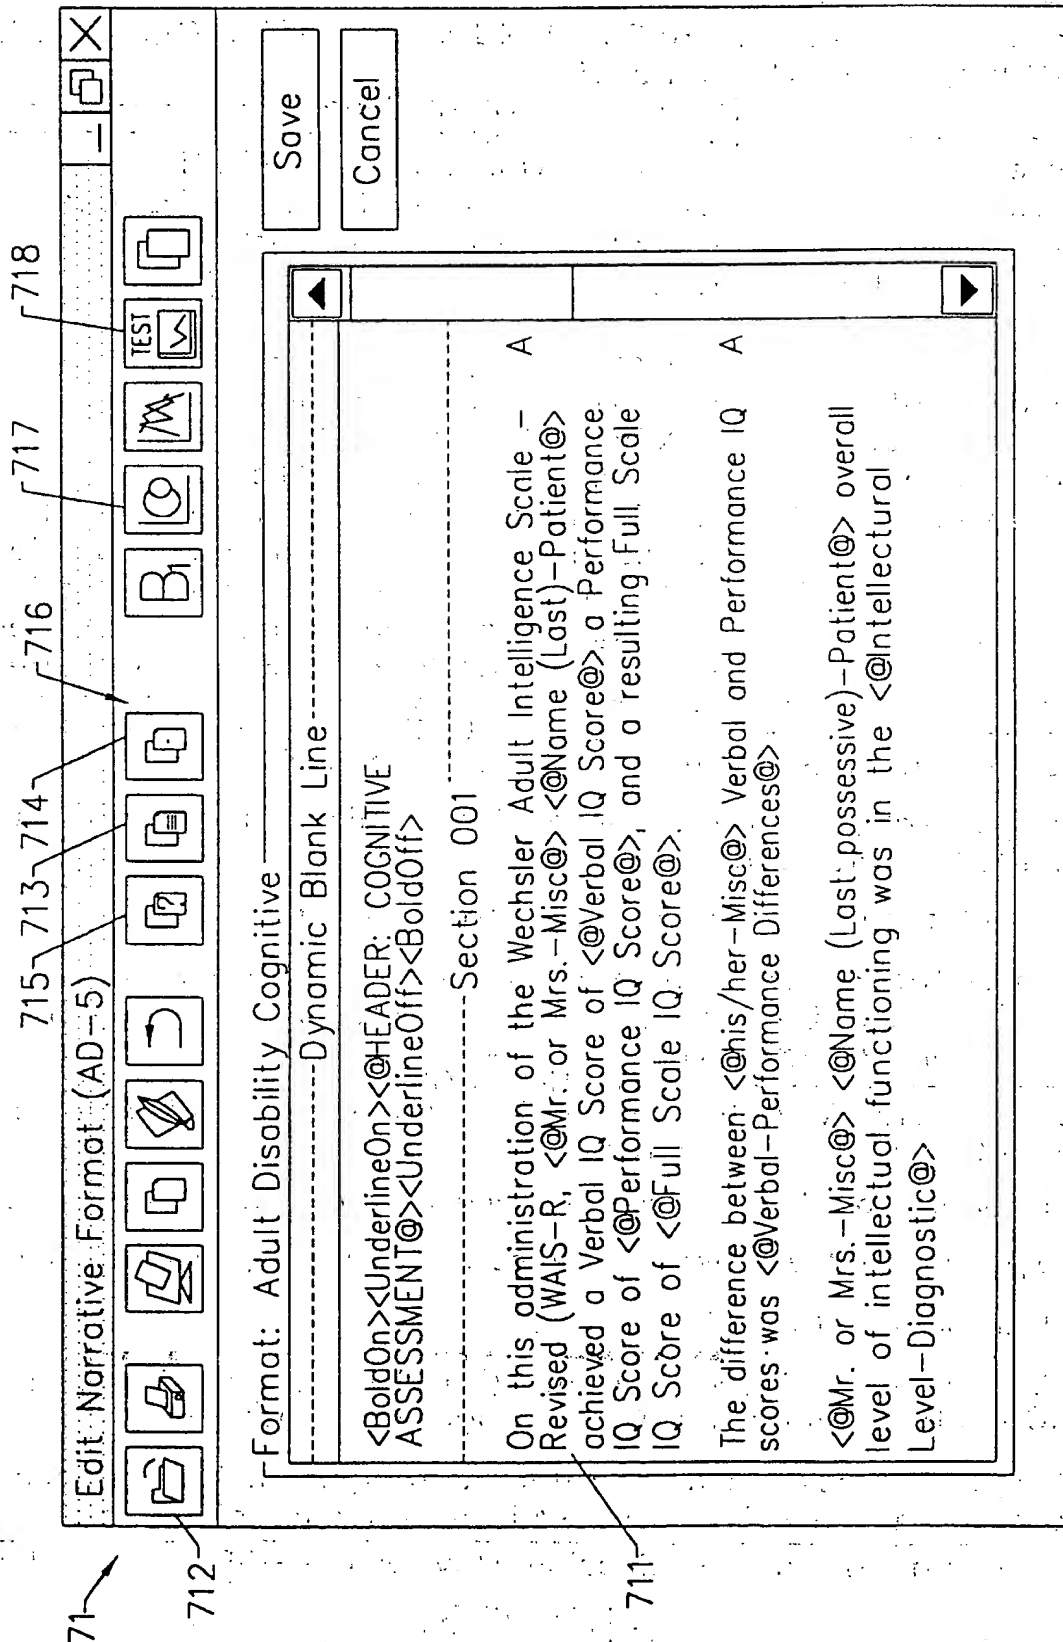 715 713 714 716 717 718
71
Edit Narrative Format (AD-5)
TEST
B1
712
Format: Adult Disability Cognitive
Save
Cancel
Dynamic Blank Line
<BoldOn><UnderlineOn><@HEADER: COGNITIVE
ASSESSMENT@><UnderlineOff><BoldOff>
Section 001
On this administration of the Wechsler Adult Intelligence Scale - A
Revised (WAIS-R, <@Mr. or Mrs.-Misc@> <@Name (Last)-Patient@>
achieved a Verbal IQ Score of <@Verbal IQ Score@> a Performance
IQ Score of <@Performance IQ Score@>, and a resulting Full Scale
IQ Score of <@Full Scale IQ Score@>.
The difference between <@his/her-Misc@> Verbal and Performance IQ A
scores was <@Verbal-Performance Differences@>
<@Mr. or Mrs.-Misc@> <@Name (Last possessive)-Patient@> overall
level of intellectual functioning was in the <@Intellectural
Level-Diagnostic@>
711